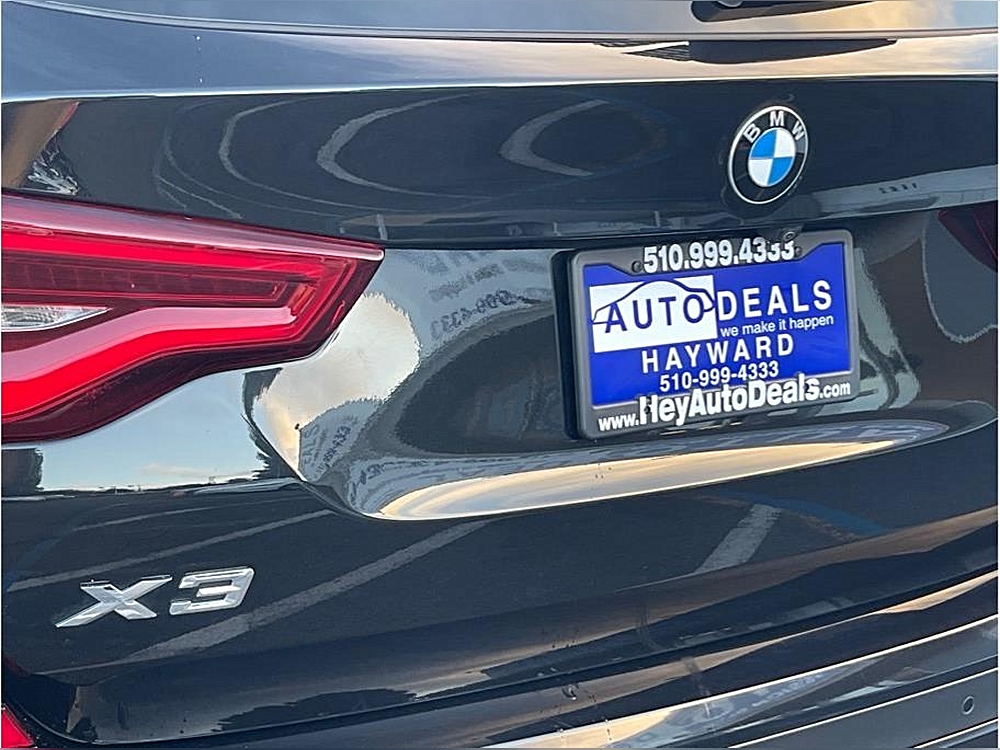 BMW
510.999.4333
AUTO DEALS
we make it happen
HAYWARD
510-999-4333
www.HeyAutoDeals.com
X3